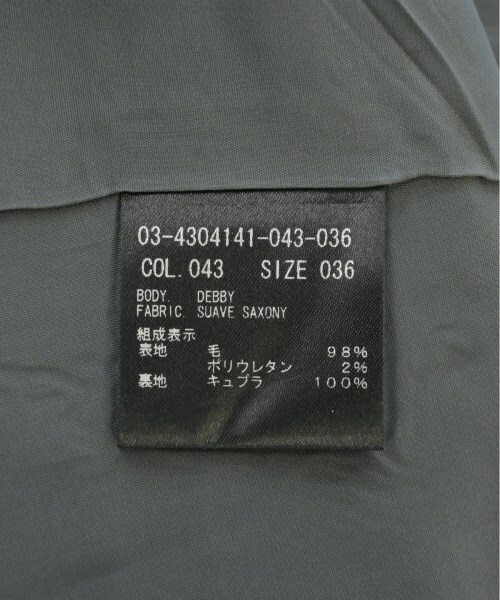 03-4304141-043-036
COL.043 SIZE 036
BODY. DEBBY
FABRIC. SUAVE SAXONY
組成表示
表地 毛 98%
ポリウレタン 2%
裏地 キュプラ 100%